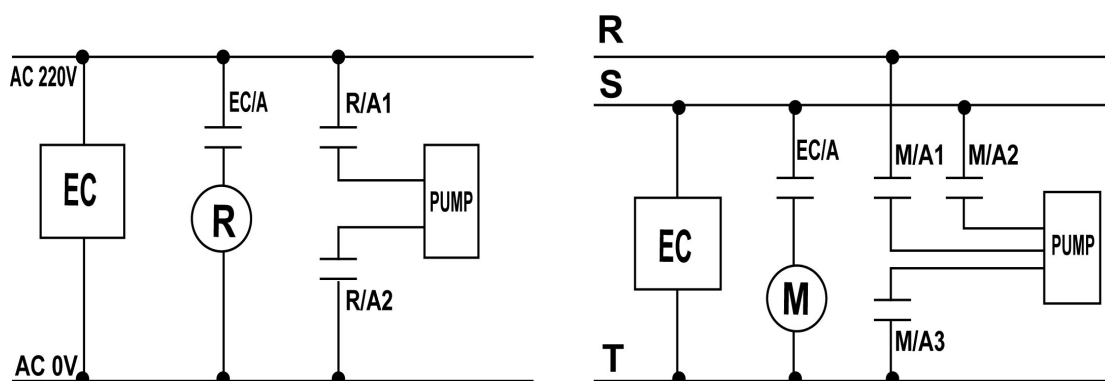 AC 220V
EC/A
R/A1
EC
R
PUMP
R/A2
AC 0V
R
S
EC/A
M/A1
M/A2
EC
M
PUMP
M/A3
T